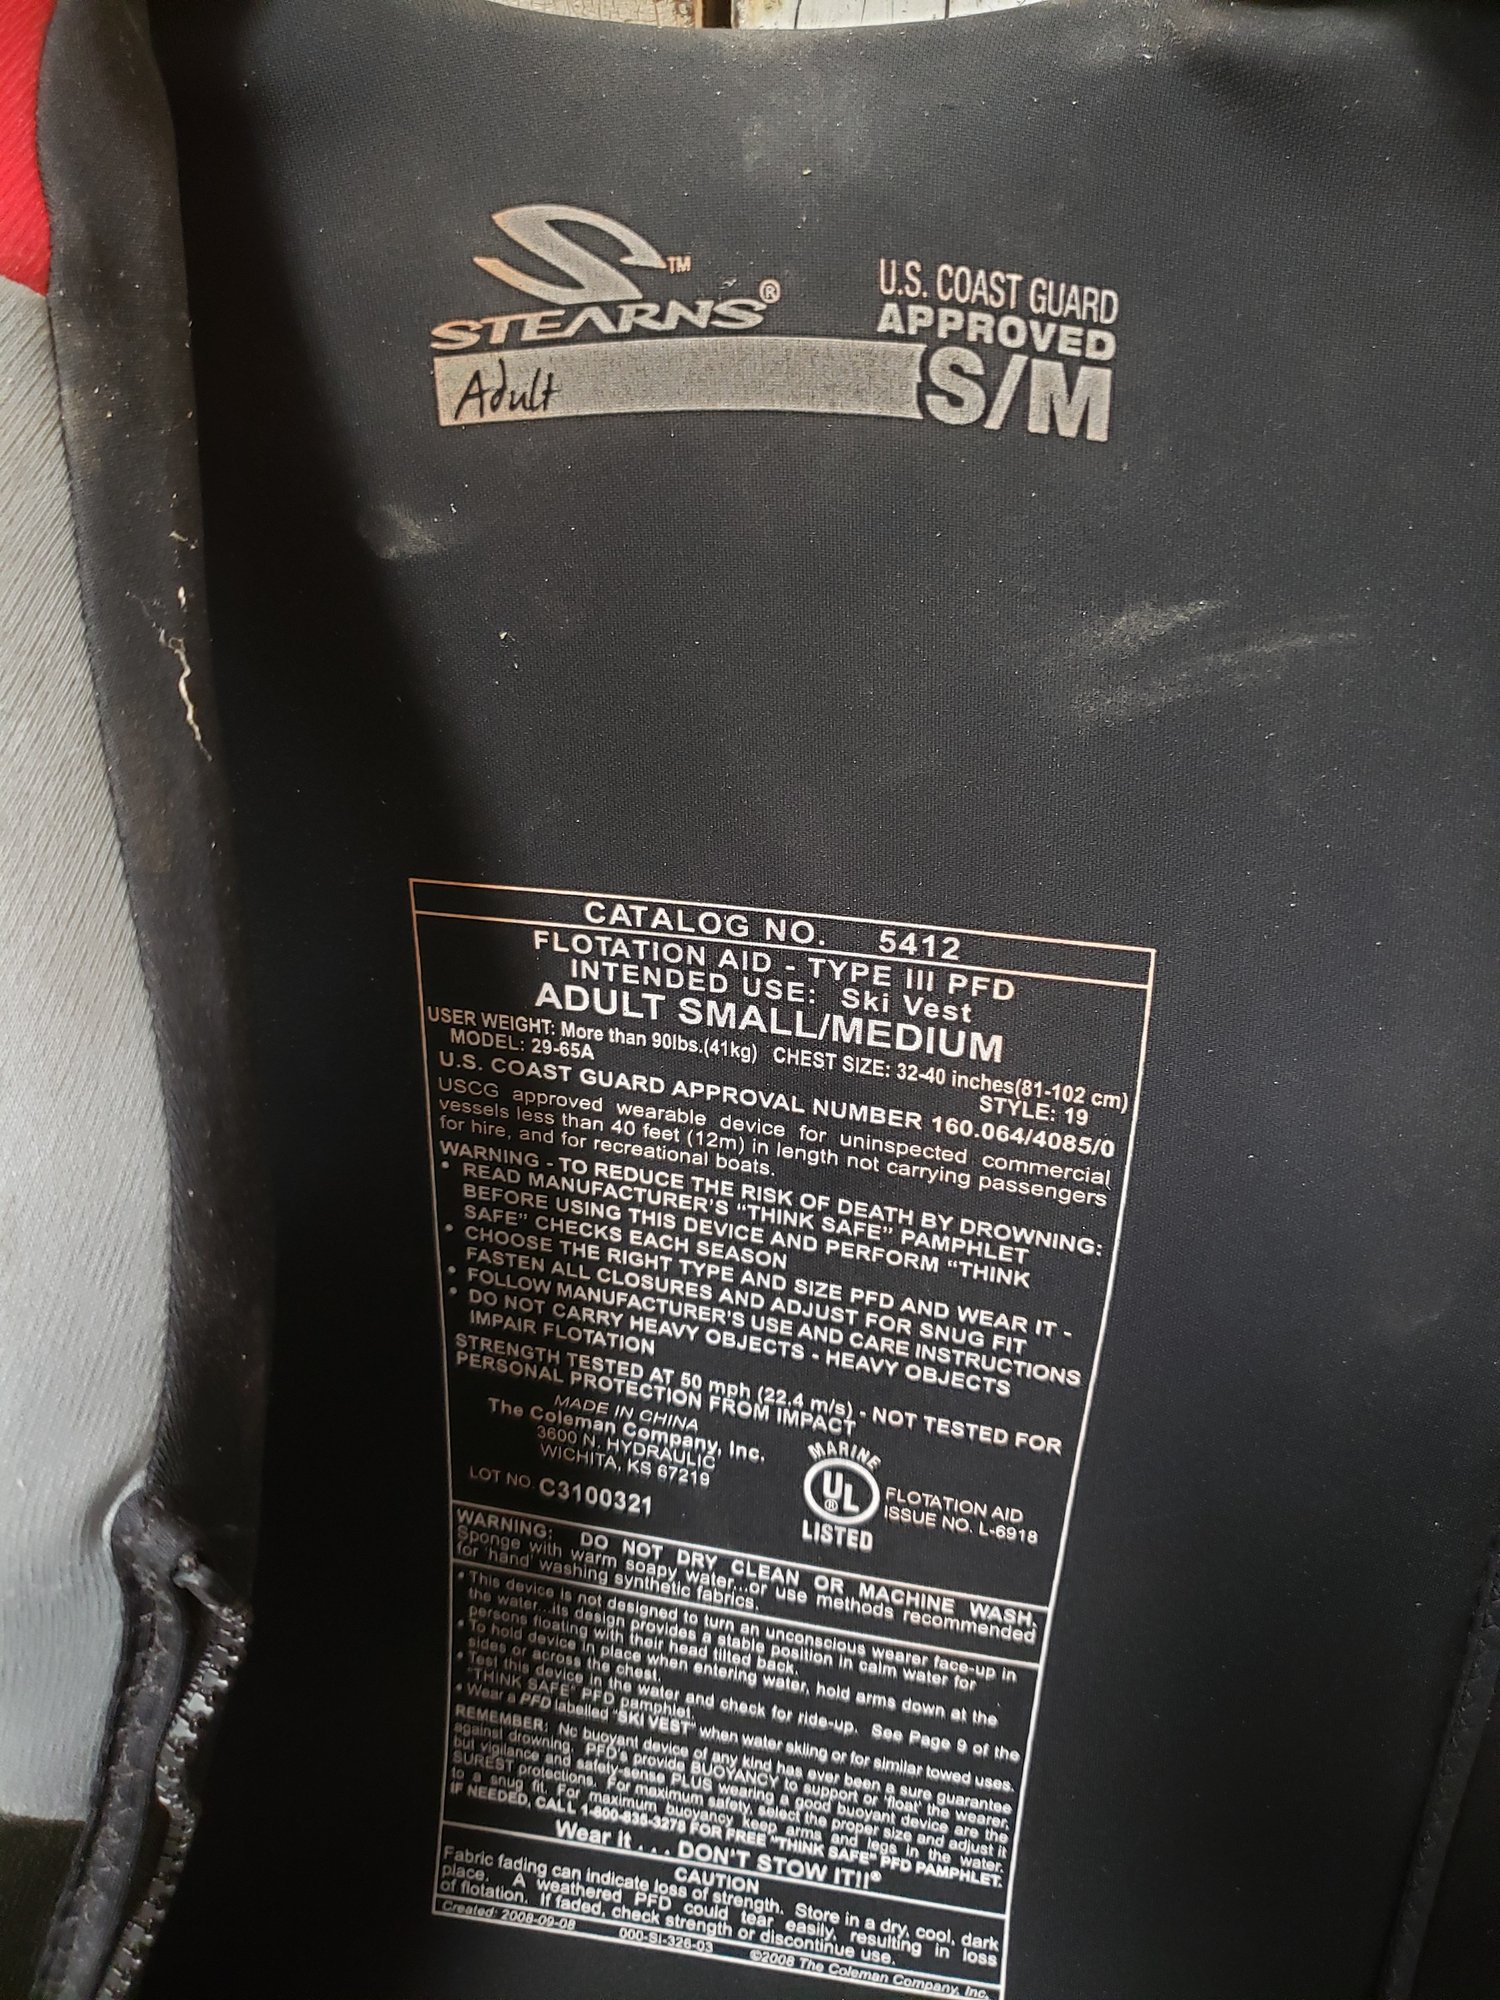 TM
STEARNS®
Adult
U.S. COAST GUARD
APPROVED
S/M
CATALOG NO. 5412
FLOTATION AID - TYPE III PFD
INTENDED USE: Ski Vest
ADULT SMALL/MEDIUM
USER WEIGHT: More than 90lbs.(41kg) CHEST SIZE: 32-40 inches(81-102 cm)
MODEL: 29-65A STYLE: 19
U.S. COAST GUARD APPROVAL NUMBER 160.064/4085/0
USCG approved wearable device for uninspected commercial
vessels less than 40 feet (12m) in length not carrying passengers
for hire, and for recreational boats.
WARNING - TO REDUCE THE RISK OF DEATH BY DROWNING:
• READ MANUFACTURER'S "THINK SAFE" PAMPHLET
BEFORE USING THIS DEVICE AND PERFORM "THINK
SAFE" CHECKS EACH SEASON
• CHOOSE THE RIGHT TYPE AND SIZE PFD AND WEAR IT -
FASTEN ALL CLOSURES AND ADJUST FOR SNUG FIT
• FOLLOW MANUFACTURER'S USE AND CARE INSTRUCTIONS
• DO NOT CARRY HEAVY OBJECTS - HEAVY OBJECTS
IMPAIR FLOTATION
STRENGTH TESTED AT 50 mph (22.4 m/s) - NOT TESTED FOR
PERSONAL PROTECTION FROM IMPACT
MADE IN CHINA
The Coleman Company, Inc.
3600 N. HYDRAULIC
WICHITA, KS 67219
LOT NO. C3100321
MARINE
UL®
LISTED
FLOTATION AID
ISSUE NO. L-6918
WARNING: DO NOT DRY CLEAN OR MACHINE WASH.
Sponge with warm soapy water...or use methods recommended
for 'hand' washing synthetic fabrics.
• This device is not designed to turn an unconscious wearer face-up in
the water...its design provides a stable position in calm water for
persons floating with their head tilted back.
• To hold device in place when entering water, hold arms down at the
sides or across the chest.
• Test this device in the water and check for ride-up. See Page 9 of the
"THINK SAFE" PFD pamphlet.
• Wear a PFD labelled "SKI VEST" when water skiing or for similar towed uses.
REMEMBER: No buoyant device of any kind has ever been a sure guarantee
against drowning. PFD's provide BUOYANCY to support or 'float' the wearer,
but vigilance and safety-sense PLUS wearing a good buoyant device are the
SUREST protections. For maximum safety, select the proper size and adjust it
to a snug fit. For maximum buoyancy keep arms and legs in the water.
IF NEEDED, CALL 1-800-835-3278 FOR FREE "THINK SAFE" PFD PAMPHLET.
Wear It . . . DON'T STOW IT!!®
CAUTION
Fabric fading can indicate loss of strength. Store in a dry, cool, dark
place. A weathered PFD could tear easily, resulting in loss
of flotation. If faded, check strength or discontinue use.
Created: 2008-09-08 000-SI-328-03 ©2008 The Coleman Company, Inc.